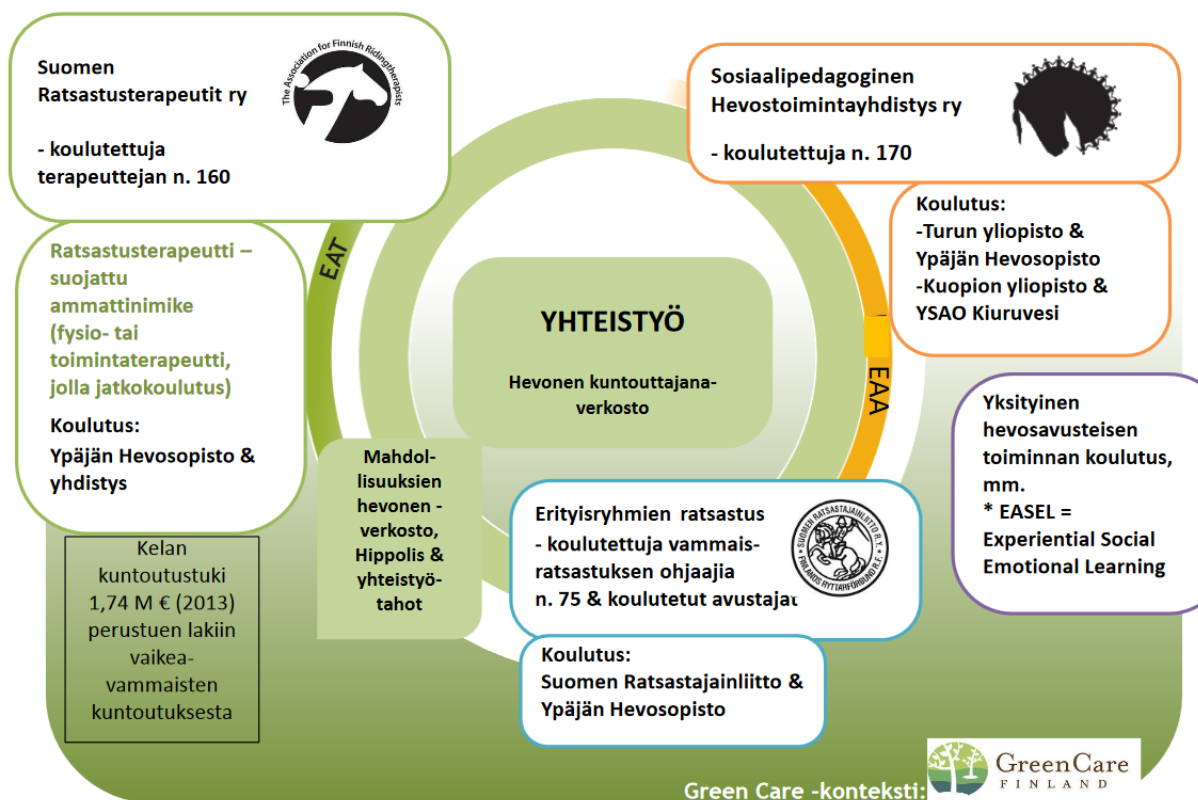 Suomen
Ratsastusterapeutit ry
- koulutettuja
terapeuttejan n. 160
The Association for Finnish Ridingtherapists
Sosiaalipedagoginen
Hevostoimintayhdistys ry
- koulutettuja n. 170
Koulutus:
-Turun yliopisto &
Ypäjän Hevosopisto
-Kuopion yliopisto &
YSAO Kiuruvesi
EAT
Ratsastusterapeutti –
suojattu
ammattinimike
(fysio- tai
toimintaterapeutti,
jolla jatkokoulutus)
Koulutus:
Ypäjän Hevosopisto &
yhdistys
YHTEISTYÖ
Hevonen kuntouttajana-
verkosto
EAA
Yksityinen
hevosavusteisen
toiminnan koulutus,
mm.
* EASEL =
Experiential Social
Emotional Learning
Mahdol-
lisuuksien
hevonen -
verkosto,
Hippolis &
yhteistyö-
tahot
Erityisryhmien ratsastus
- koulutettuja vammais-
ratsastuksen ohjaajia
n. 75 & koulutetut avustajat
SUOMEN RATSASTAJAINLIITTO R.Y.
FINLANDS RYTTARFÖRBUND R.F.
Koulutus:
Suomen Ratsastajainliitto &
Ypäjän Hevosopisto
Kelan
kuntoutustuki
1,74 M € (2013)
perustuen lakiin
vaikea-
vammaisten
kuntoutuksesta
Green Care -konteksti:
GreenCare
FINLAND